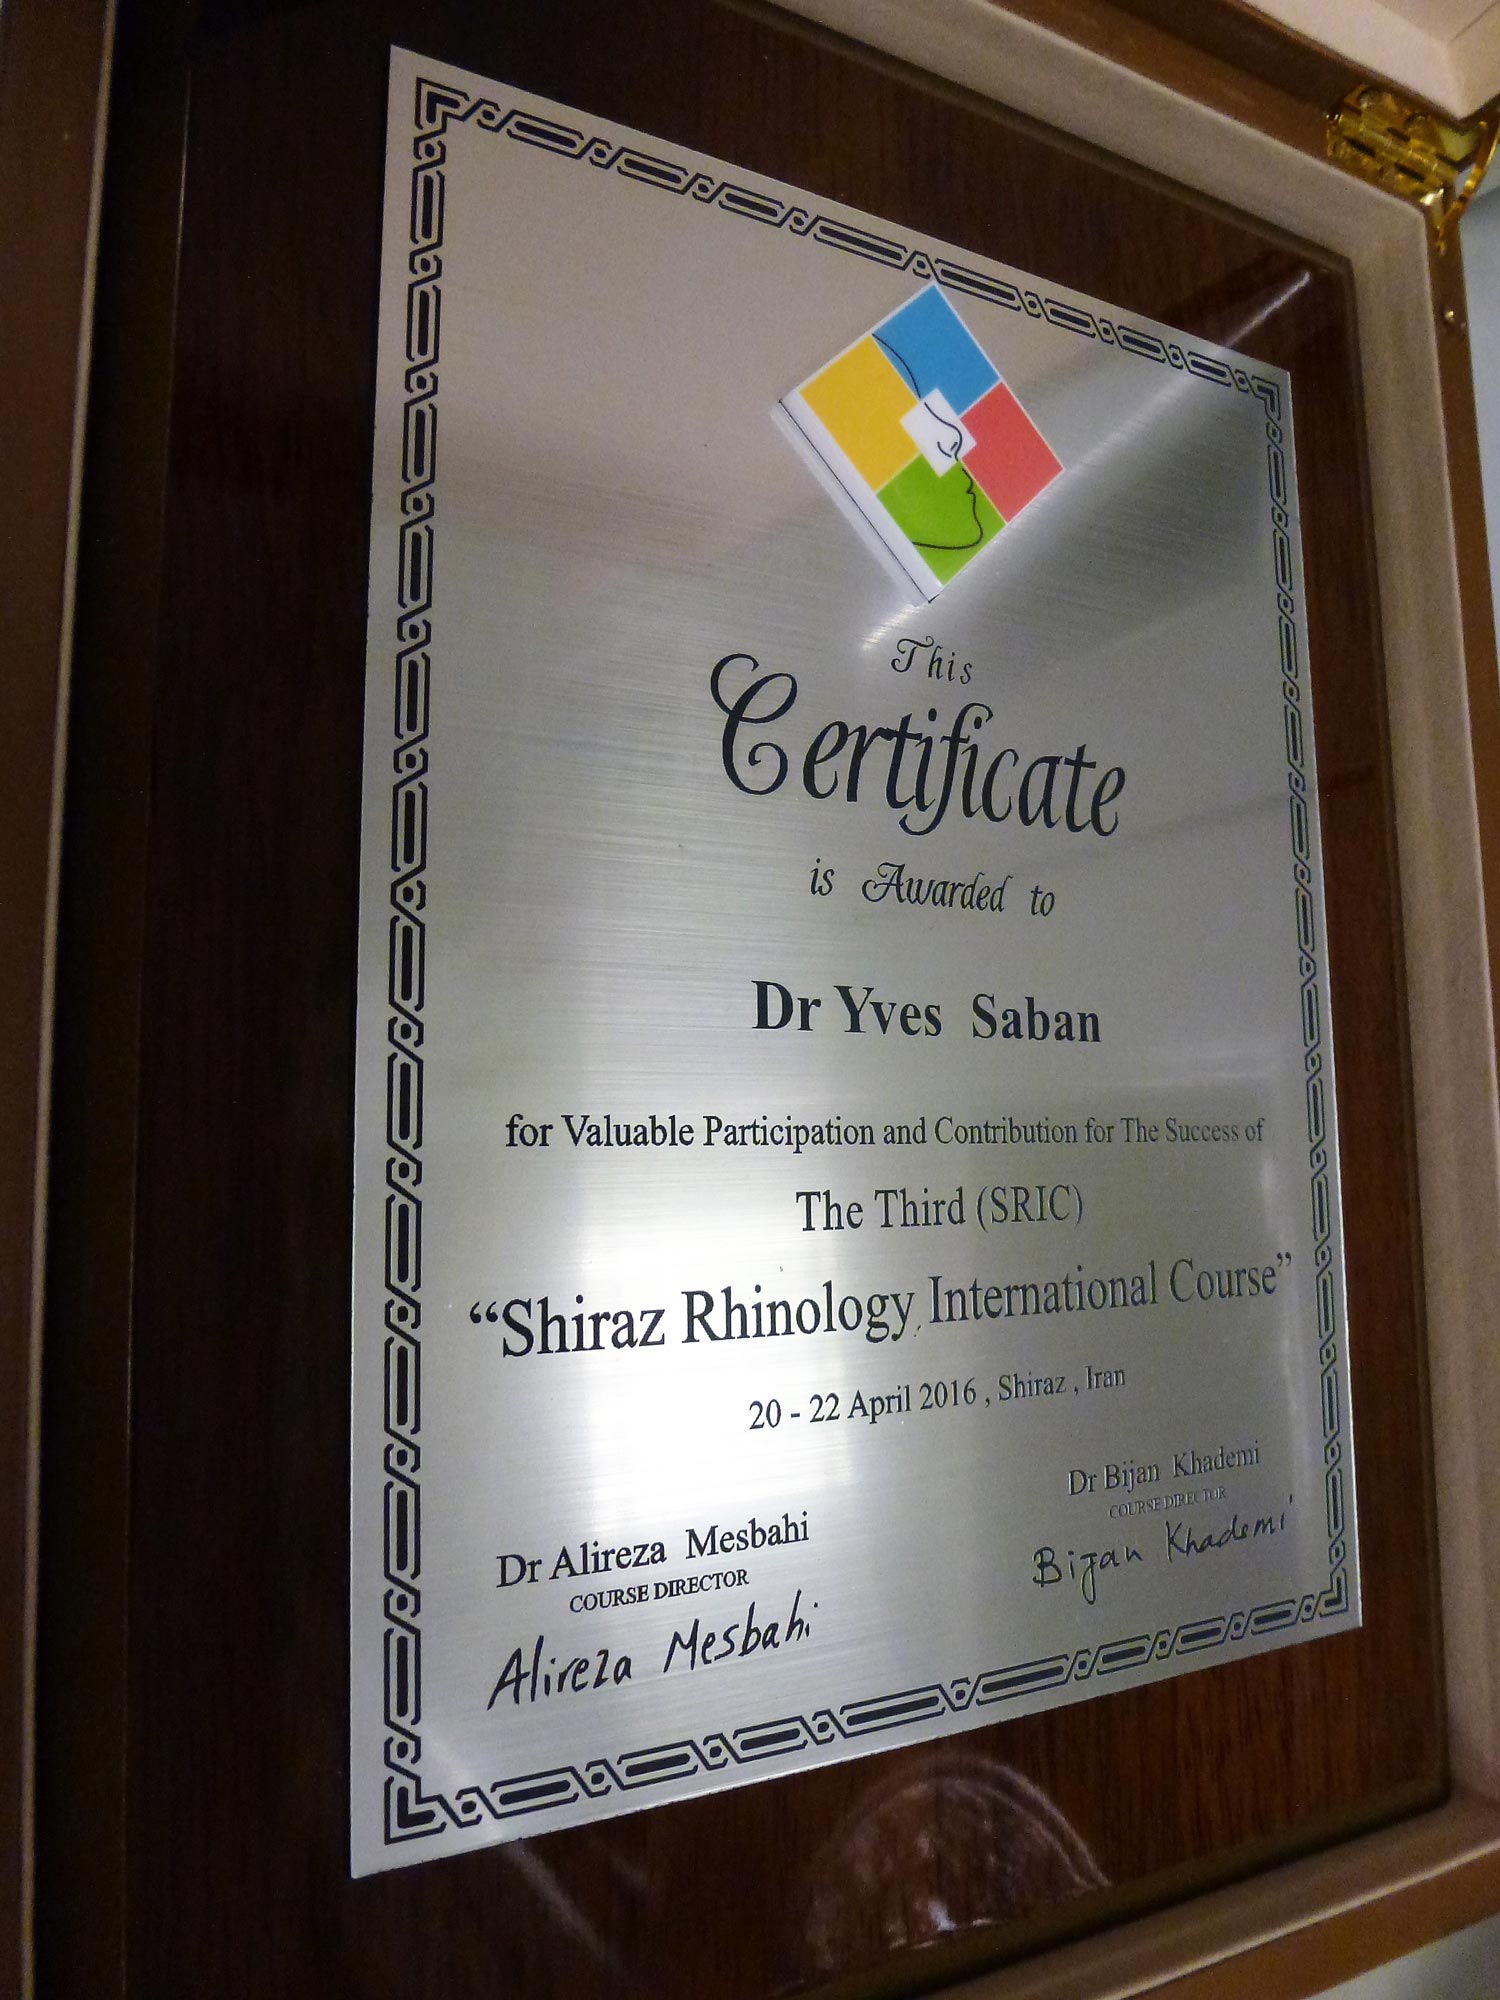 This
Certificate
is Awarded to
Dr Yves Saban
for Valuable Participation and Contribution for The Success of
The Third (SRIC)
“Shiraz Rhinology International Course”
20 - 22 April 2016 , Shiraz , Iran
Dr Alireza Mesbahi
COURSE DIRECTOR
Alireza Mesbahi
Dr Bijan Khademi
COURSE DIRECTOR
Bijan Khademi